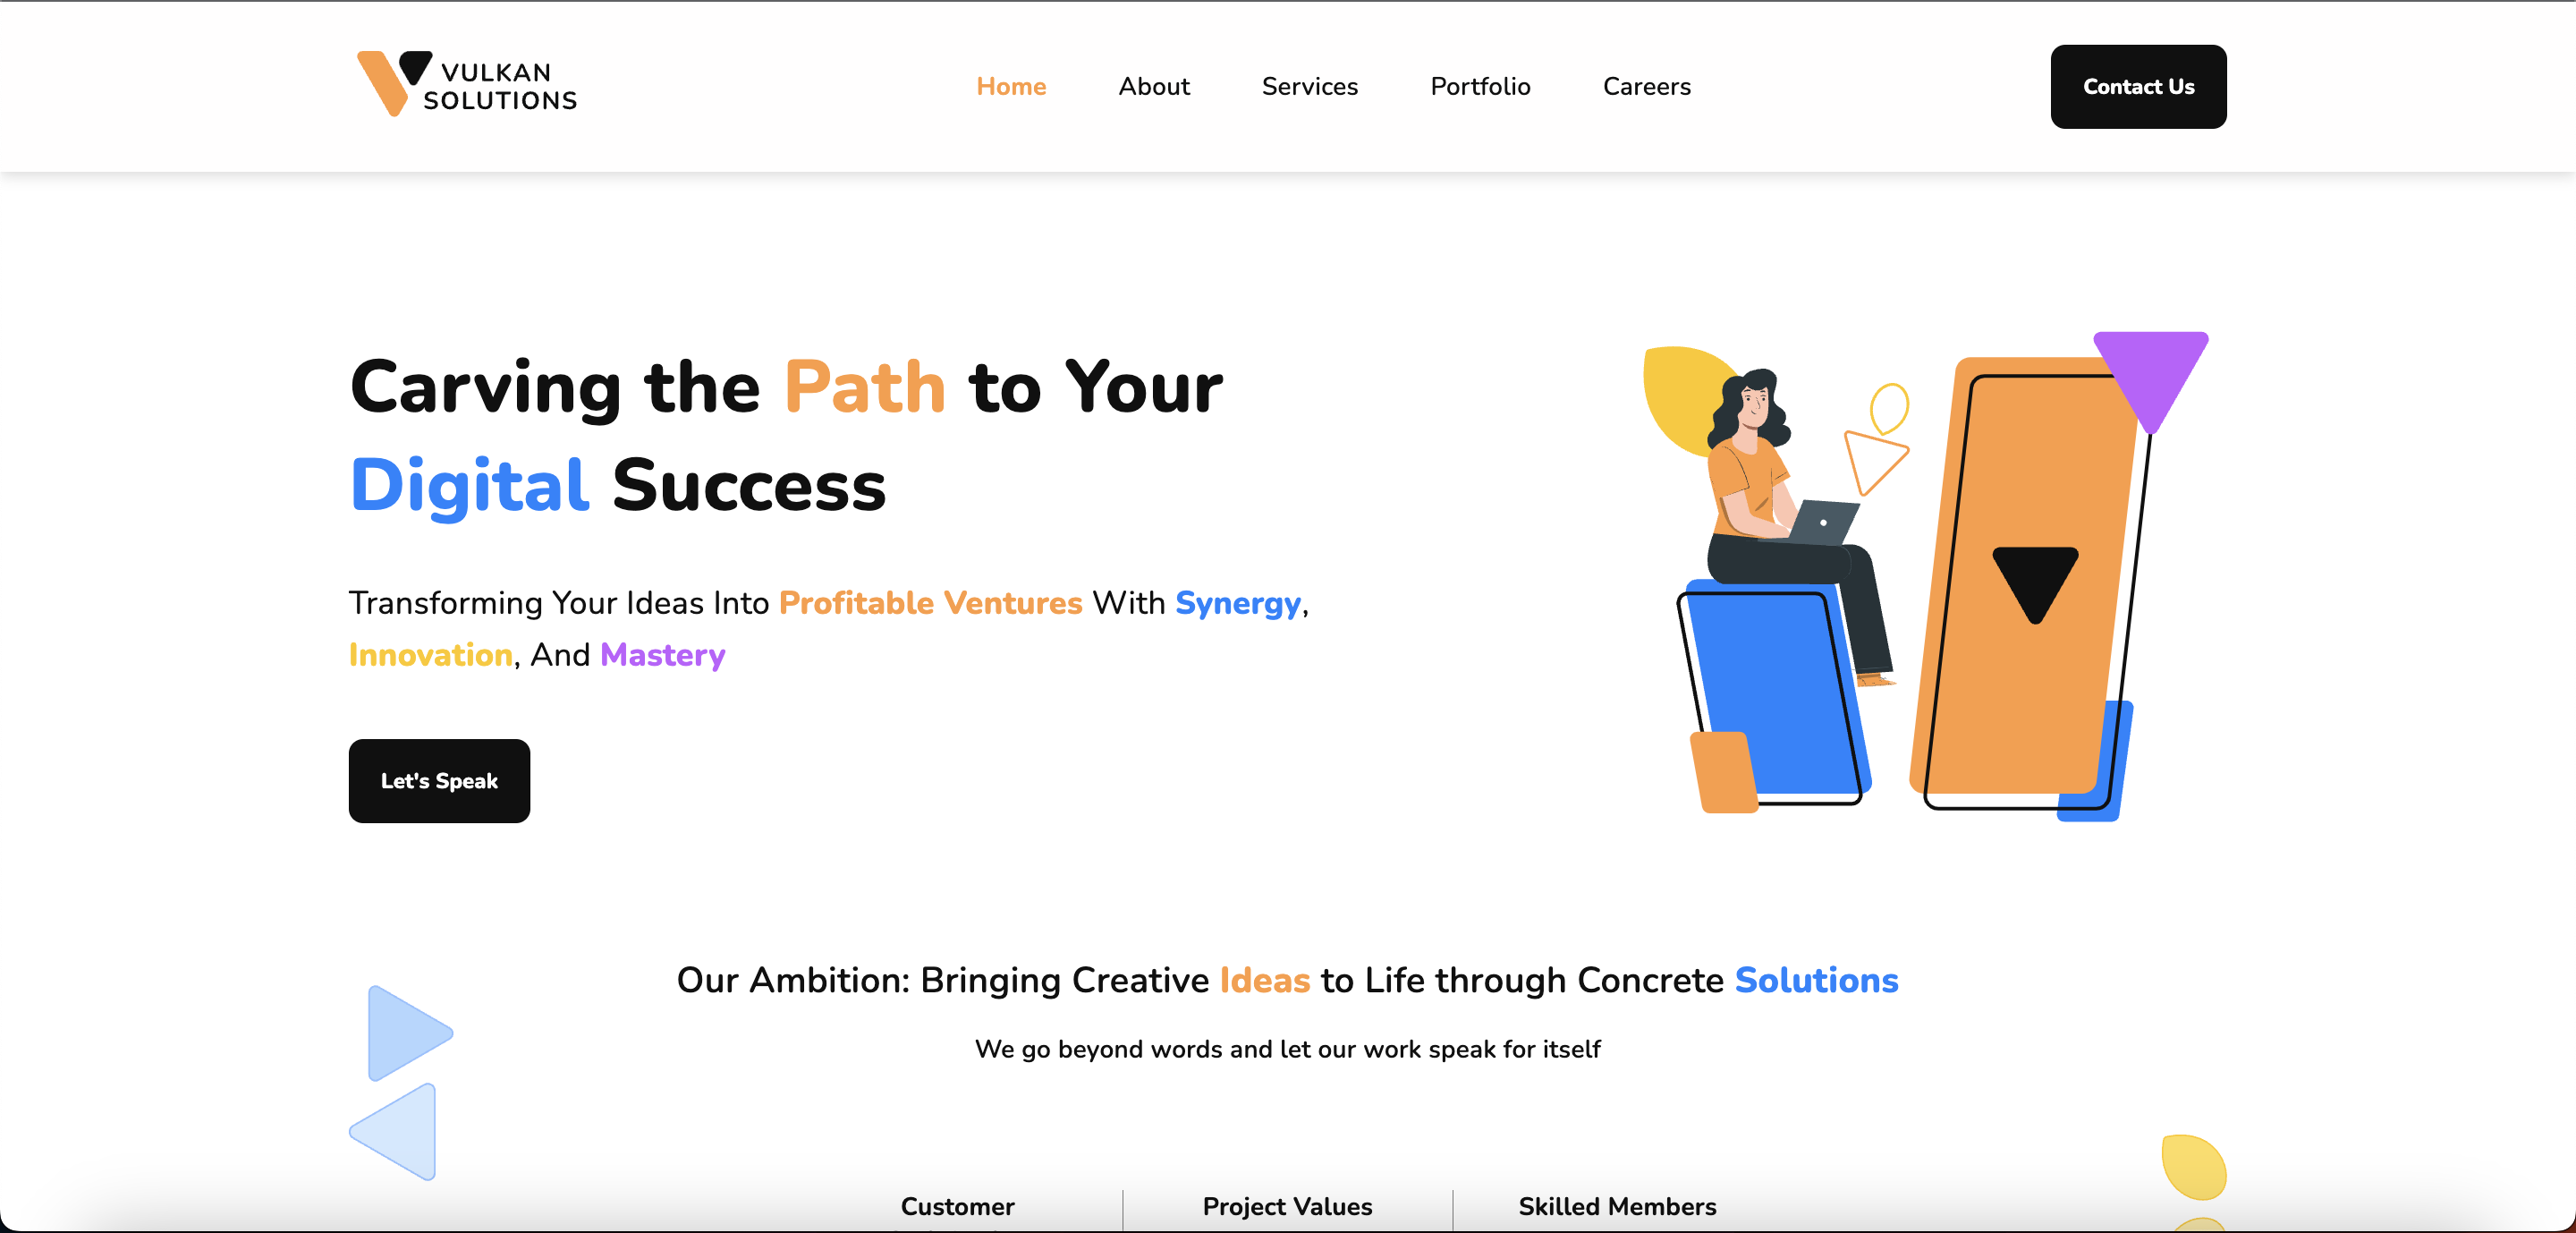 VULKAN
SOLUTIONS
Home
About
Services
Portfolio
Careers
Contact Us
Carving the Path to Your
Digital Success
Transforming Your Ideas Into Profitable Ventures With Synergy,
Innovation, And Mastery
Let's Speak
Our Ambition: Bringing Creative Ideas to Life through Concrete Solutions
We go beyond words and let our work speak for itself
Customer
Project Values
Skilled Members